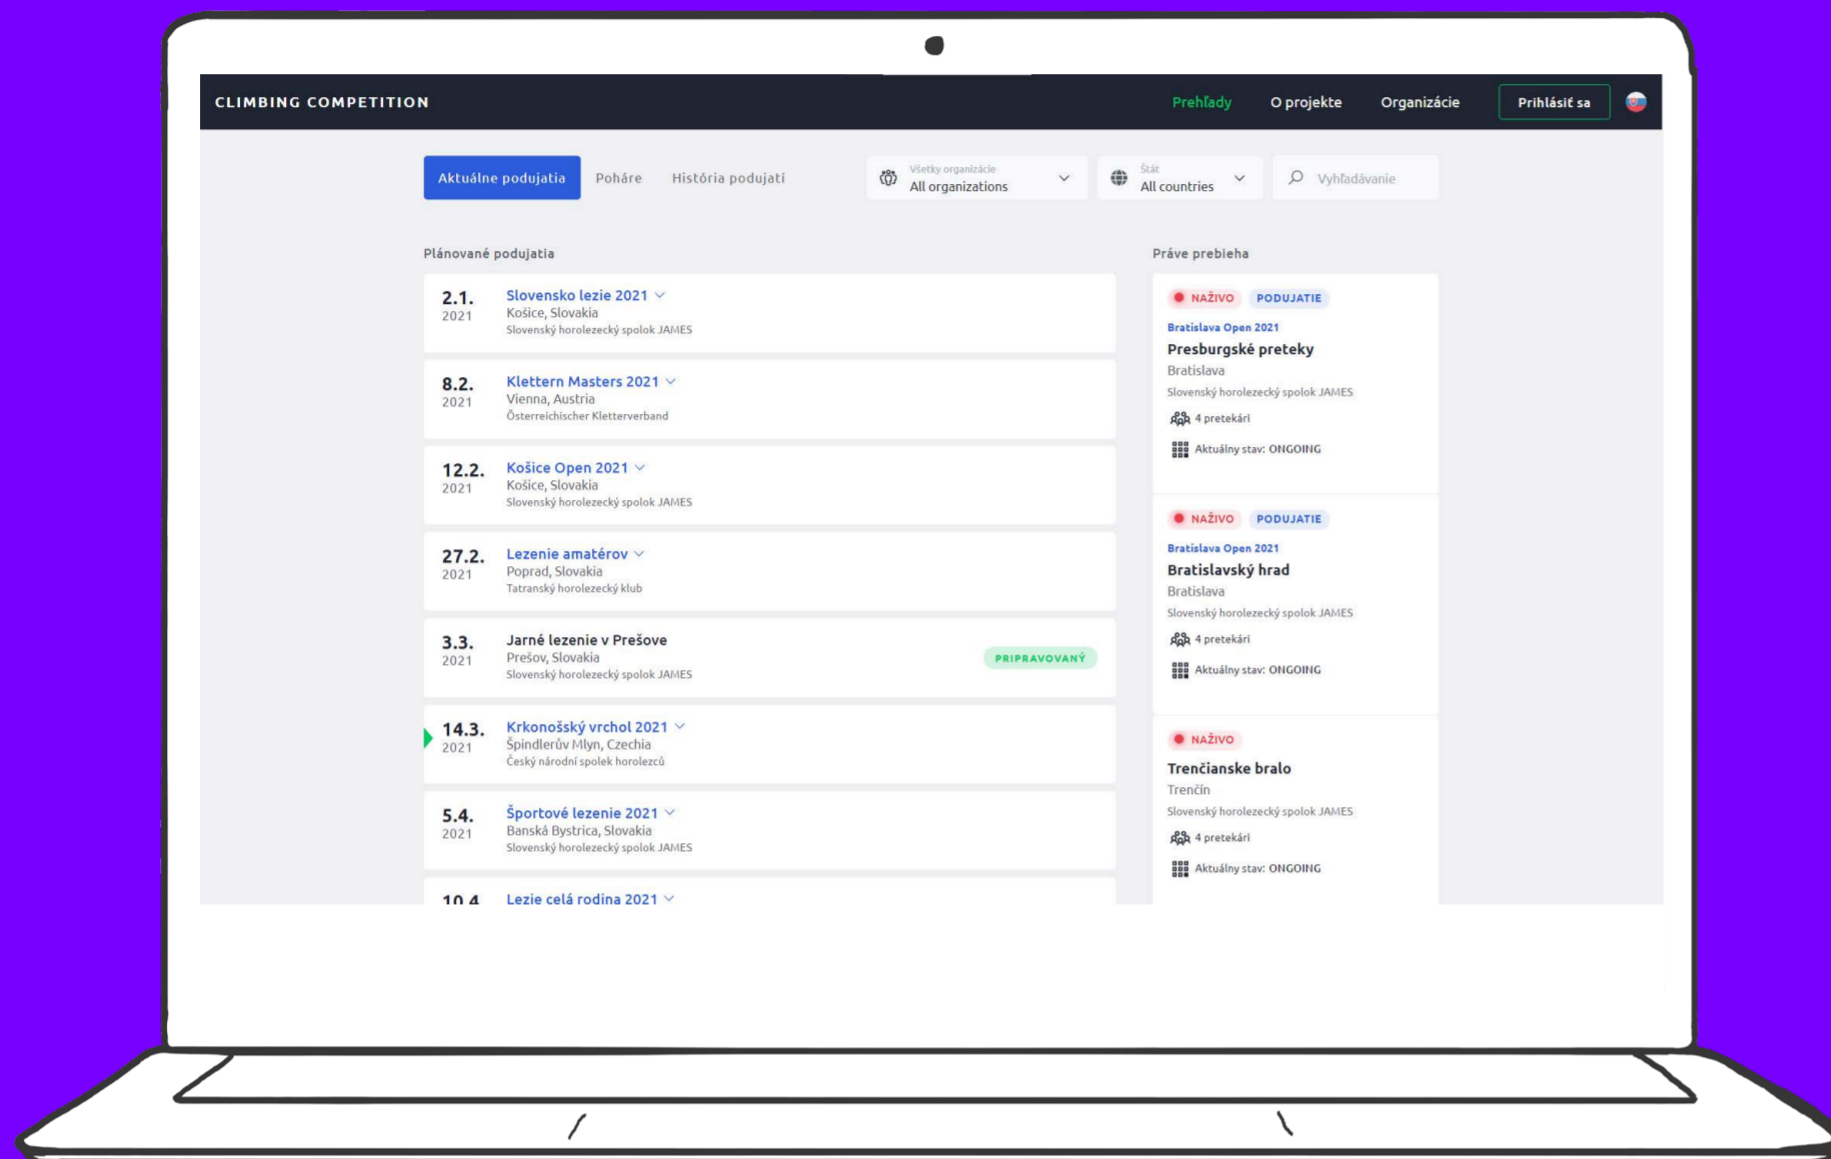 CLIMBING COMPETITION
Prehľady
O projekte
Organizácie
Prihlásiť sa
Aktuálne podujatia
Poháre
História podujatí
Všetky organizácie
All organizations
Štát
All countries
Vyhľadávanie
Plánované podujatia
2.1.
2021
Slovensko lezie 2021
Košice, Slovakia
Slovenský horolezecký spolok JAMES
8.2.
2021
Klettern Masters 2021
Vienna, Austria
Österreichischer Kletterverband
12.2.
2021
Košice Open 2021
Košice, Slovakia
Slovenský horolezecký spolok JAMES
27.2.
2021
Lezenie amatérov
Poprad, Slovakia
Tatranský horolezecký klub
3.3.
2021
Jarné lezenie v Prešove
Prešov, Slovakia
Slovenský horolezecký spolok JAMES
PRIPRAVOVANÝ
14.3.
2021
Krkonošský vrchol 2021
Špindlerův Mlyn, Czechia
Český národní spolek horolezců
5.4.
2021
Športové lezenie 2021
Banská Bystrica, Slovakia
Slovenský horolezecký spolok JAMES
10.4
Lezie celá rodina 2021
Práve prebieha
NAŽIVO PODUJATIE
Bratislava Open 2021
Presburgské preteky
Bratislava
Slovenský horolezecký spolok JAMES
4 pretekári
Aktuálny stav: ONGOING
NAŽIVO PODUJATIE
Bratislava Open 2021
Bratislavský hrad
Bratislava
Slovenský horolezecký spolok JAMES
4 pretekári
Aktuálny stav: ONGOING
NAŽIVO
Trenčianske bralo
Trenčín
Slovenský horolezecký spolok JAMES
4 pretekári
Aktuálny stav: ONGOING